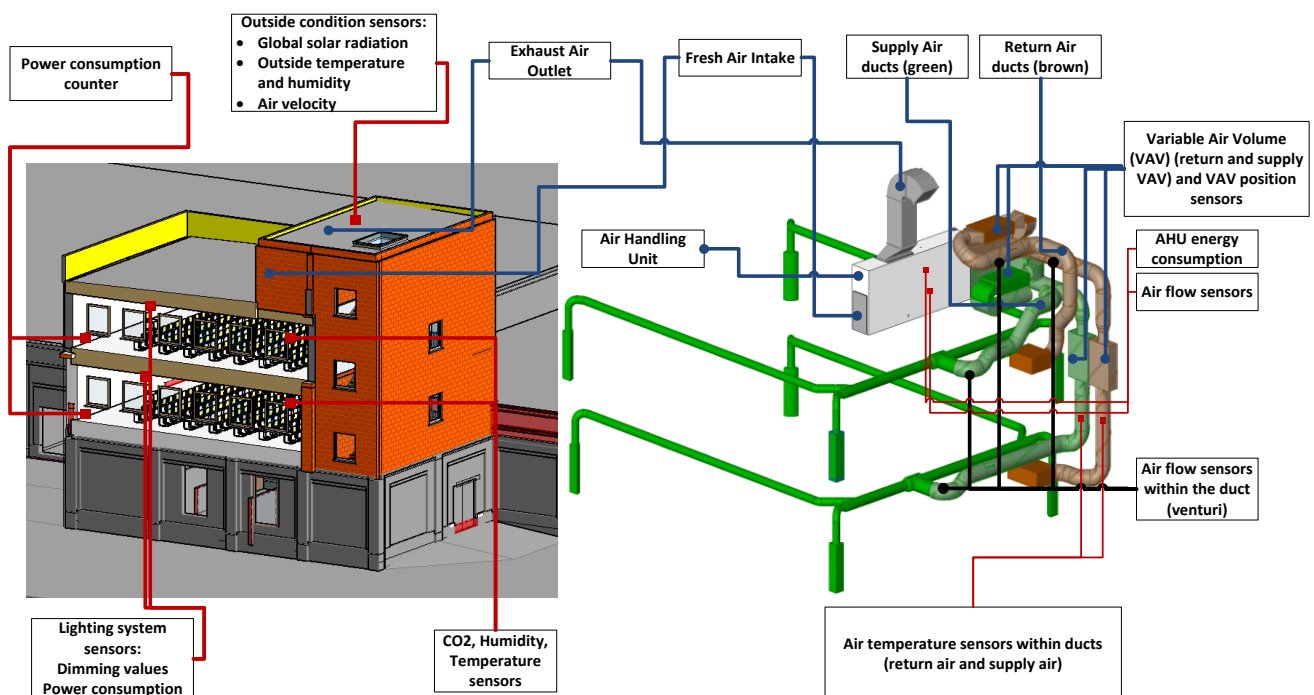 Power consumption
counter
Outside condition sensors:
• Global solar radiation
• Outside temperature
and humidity
• Air velocity
Exhaust Air
Outlet
Fresh Air Intake
Supply Air
ducts (green)
Return Air
ducts (brown)
Variable Air Volume
(VAV) (return and supply
VAV) and VAV position
sensors
Air Handling
Unit
AHU energy
consumption
Air flow sensors
Air flow sensors
within the duct
(venturi)
Lighting system
sensors:
Dimming values
Power consumption
CO2, Humidity,
Temperature
sensors
Air temperature sensors within ducts
(return air and supply air)